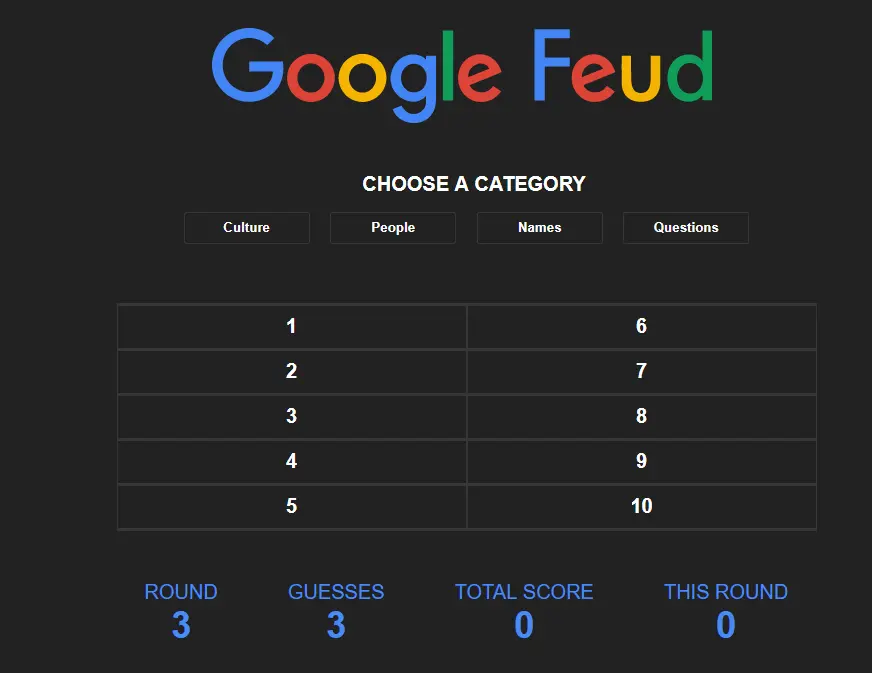 Google Feud
CHOOSE A CATEGORY
Culture People Names Questions
1 6
2 7
3 8
4 9
5 10
ROUND GUESSES TOTAL SCORE THIS ROUND
3 3 0 0